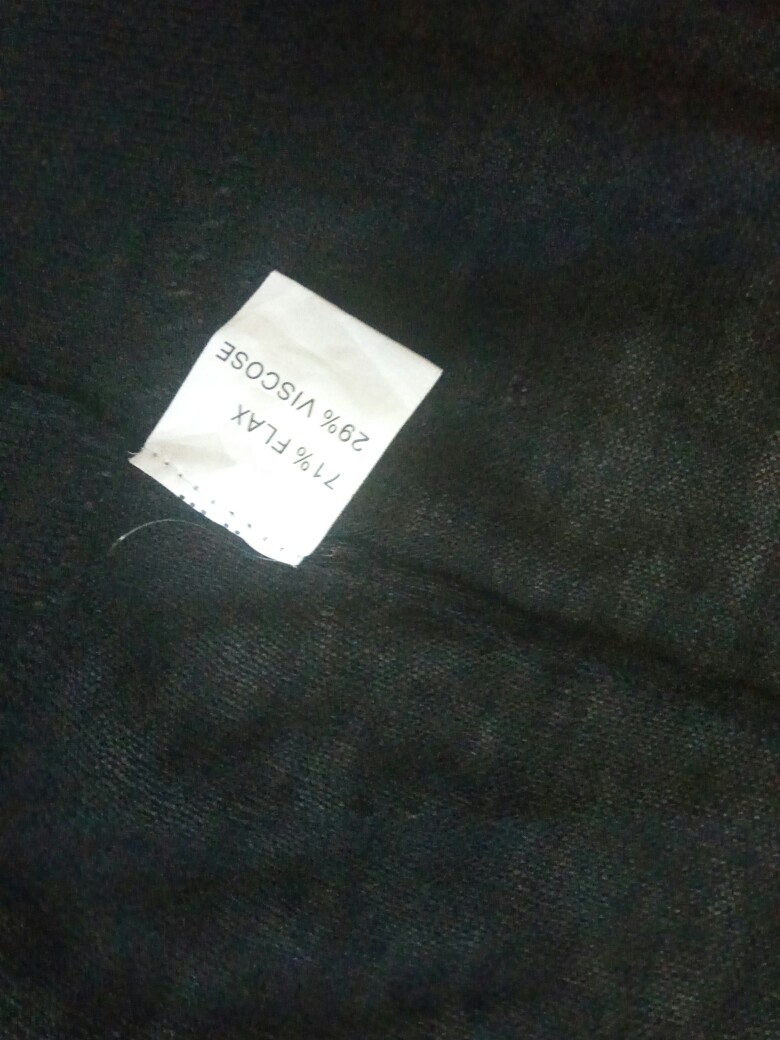 71% FLAX
29% VISCOSE